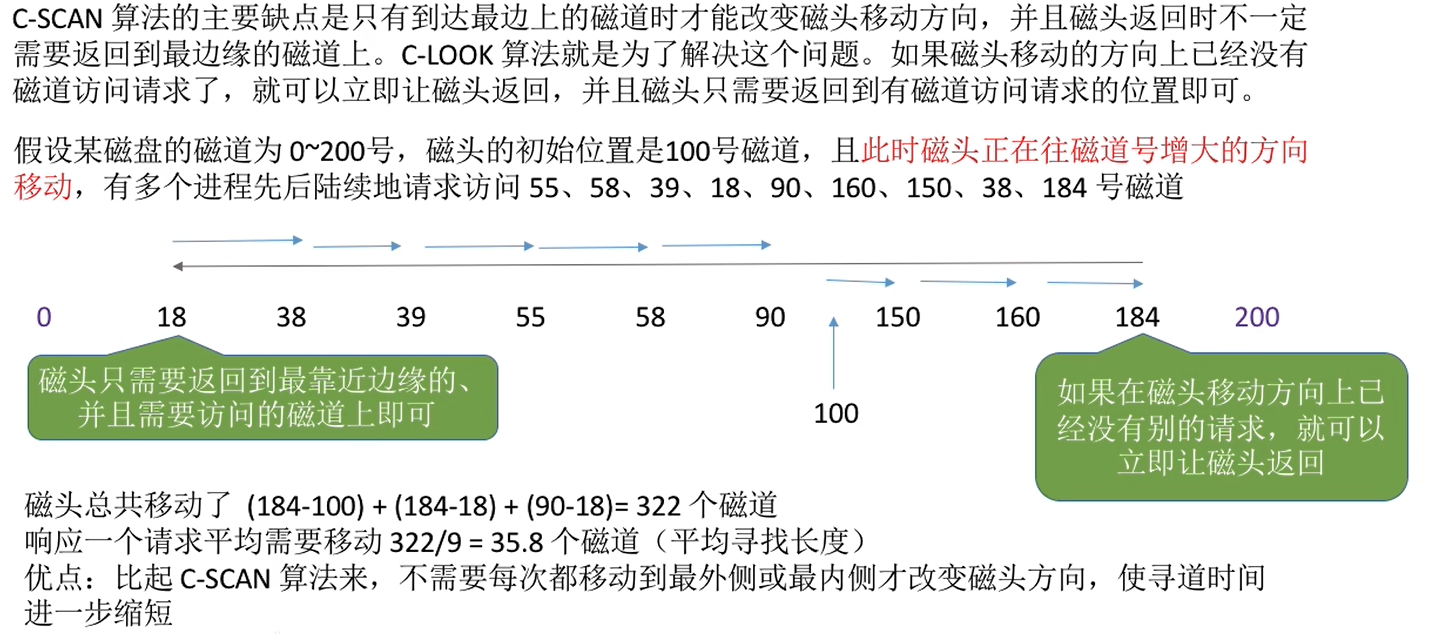 C-SCAN 算法的主要缺点是只有到达最边上的磁道时才能改变磁头移动方向，并且磁头返回时不一定
需要返回到最边缘的磁道上。C-LOOK 算法就是为了解决这个问题。如果磁头移动的方向上已经没有
磁道访问请求了，就可以立即让磁头返回，并且磁头只需要返回到有磁道访问请求的位置即可。
假设某磁盘的磁道为 0~200号，磁头的初始位置是100号磁道，且此时磁头正在往磁道号增大的方向
移动，有多个进程先后陆续地请求访问 55、58、39、18、90、160、150、38、184 号磁道
0 18 38 39 55 58 90 150 160 184 200
磁头只需要返回到最靠近边缘的、
并且需要访问的磁道上即可
100
如果在磁头移动方向上已
经没有别的请求，就可以
立即让磁头返回
磁头总共移动了 (184-100) + (184-18) + (90-18)= 322 个磁道
响应一个请求平均需要移动 322/9 = 35.8 个磁道（平均寻找长度）
优点：比起 C-SCAN 算法来，不需要每次都移动到最外侧或最内侧才改变磁头方向，使寻道时间
进一步缩短